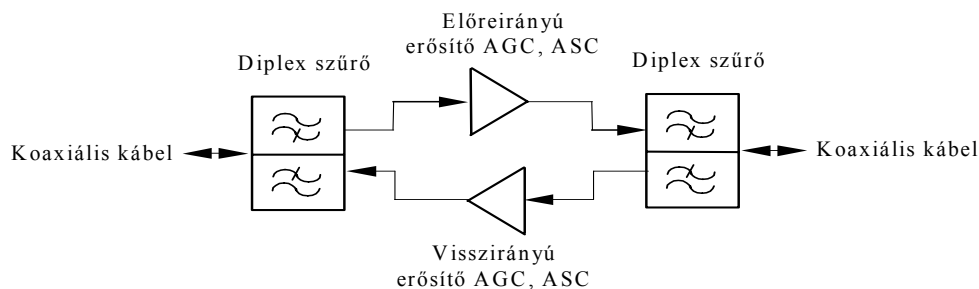 Előreirányú
erősítő AGC, ASC
Diplex szűrő
Diplex szűrő
Koaxiális kábel
Koaxiális kábel
Visszirányú
erősítő AGC, ASC